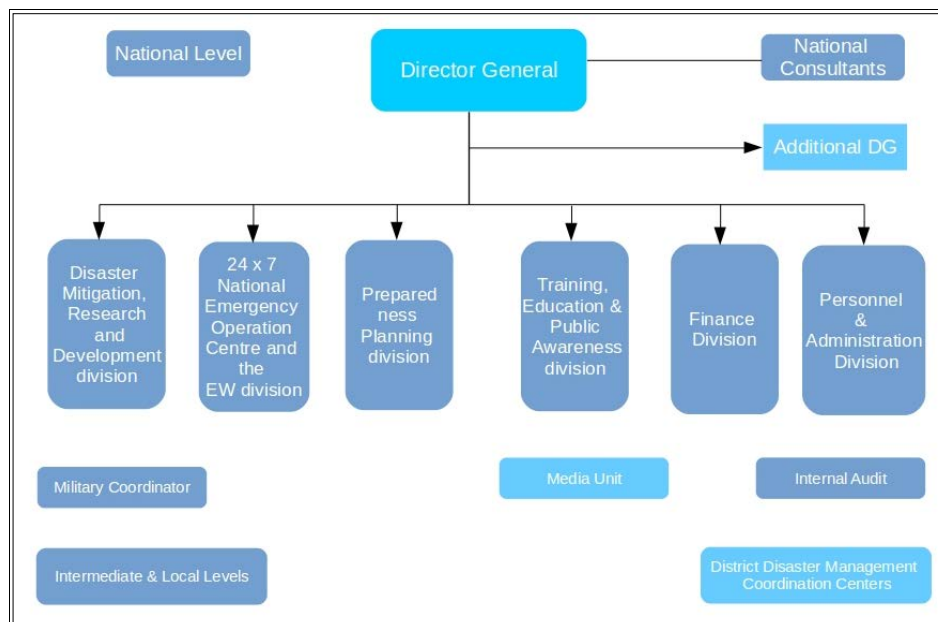 National Level
Director General
National
Consultants
Additional DG
Disaster
Mitigation,
Research
and
Development
division
24 x 7
National
Emergency
Operation
Centre and
the
EW division
Prepared
ness
Planning
division
Training,
Education &
Public
Awareness
division
Finance
Division
Personnel
&
Administration
Division
Military Coordinator
Media Unit
Internal Audit
Intermediate & Local Levels
District Disaster Management
Coordination Centers